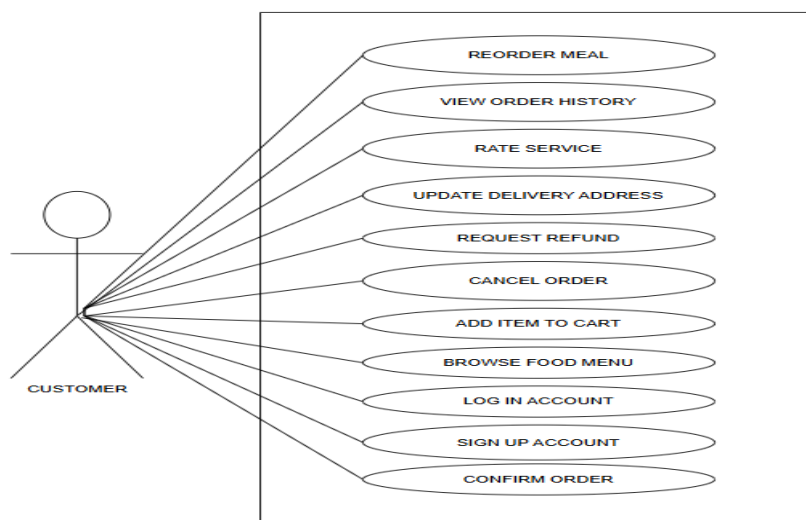 REORDER MEAL
VIEW ORDER HISTORY
RATE SERVICE
UPDATE DELIVERY ADDRESS
REQUEST REFUND
CANCEL ORDER
ADD ITEM TO CART
BROWSE FOOD MENU
CUSTOMER
LOG IN ACCOUNT
SIGN UP ACCOUNT
CONFIRM ORDER